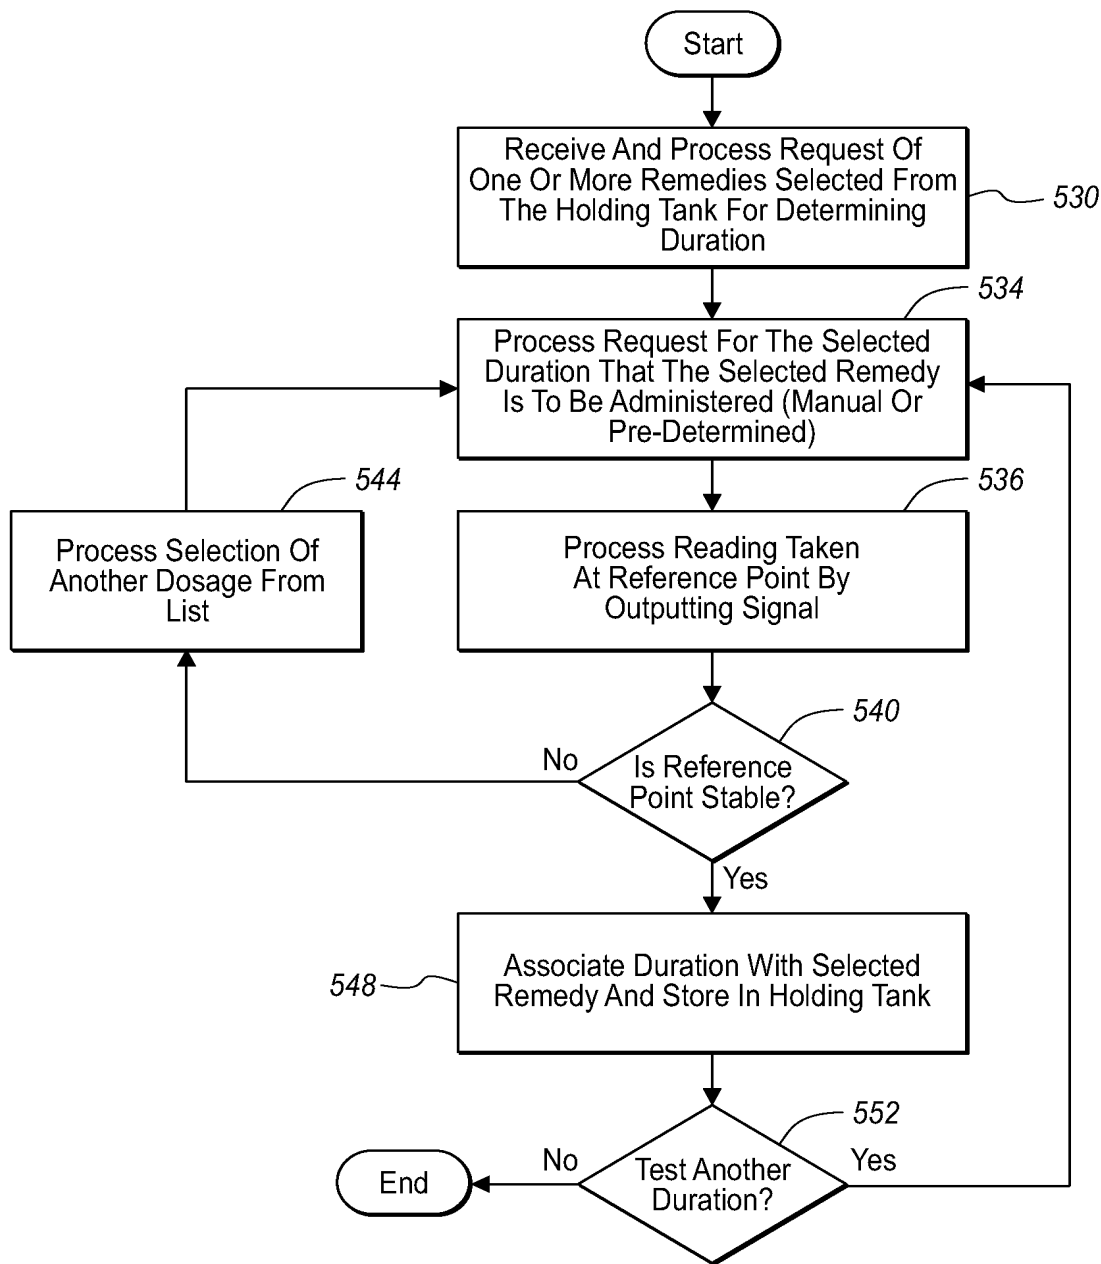 Start
Receive And Process Request Of
One Or More Remedies Selected From
The Holding Tank For Determining
Duration
530
534
Process Request For The Selected
Duration That The Selected Remedy
Is To Be Administered (Manual Or
Pre-Determined)
544
Process Selection Of
Another Dosage From
List
536
Process Reading Taken
At Reference Point By
Outputting Signal
540
No
Is Reference
Point Stable?
Yes
548
Associate Duration With Selected
Remedy And Store In Holding Tank
552
End
No
Test Another
Duration?
Yes